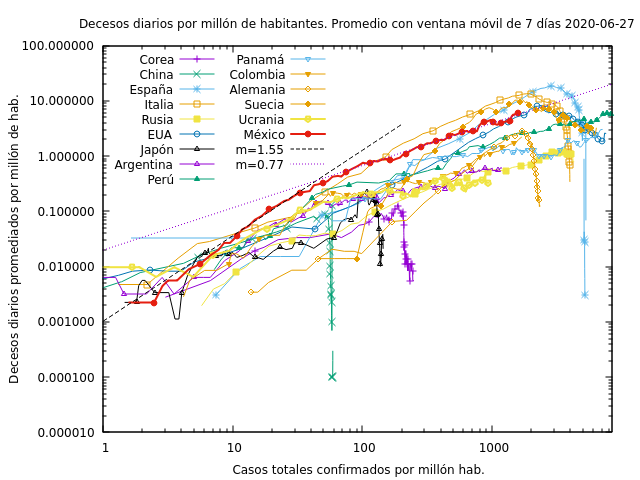 Decesos diarios por millón de habitantes. Promedio con ventana móvil de 7 días 2020-06-27
100.000000
10.000000
1.000000
0.100000
0.010000
0.001000
0.000100
0.000010
Decesos diarios promediados por millón de hab.
Corea
China
España
Italia
Rusia
EUA
Japón
Argentina
Perú
Panamá
Colombia
Alemania
Suecia
Ucrania
México
m=1.55
m=0.77
1
10
100
1000
Casos totales confirmados por millón hab.